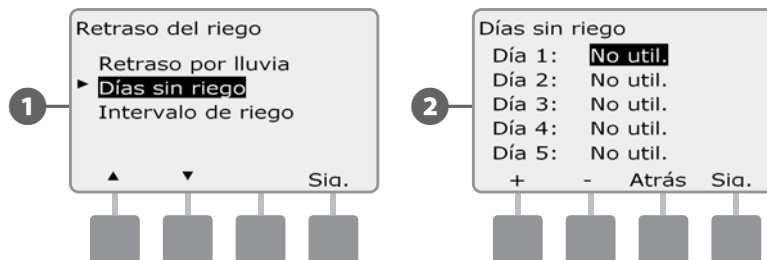 1
Retraso del riego
Retraso por lluvia
► Días sin riego
Intervalo de riego
▲ ▼ Sig.
2
Días sin riego
Día 1: No util.
Día 2: No util.
Día 3: No util.
Día 4: No util.
Día 5: No util.
+ - Atrás Sig.